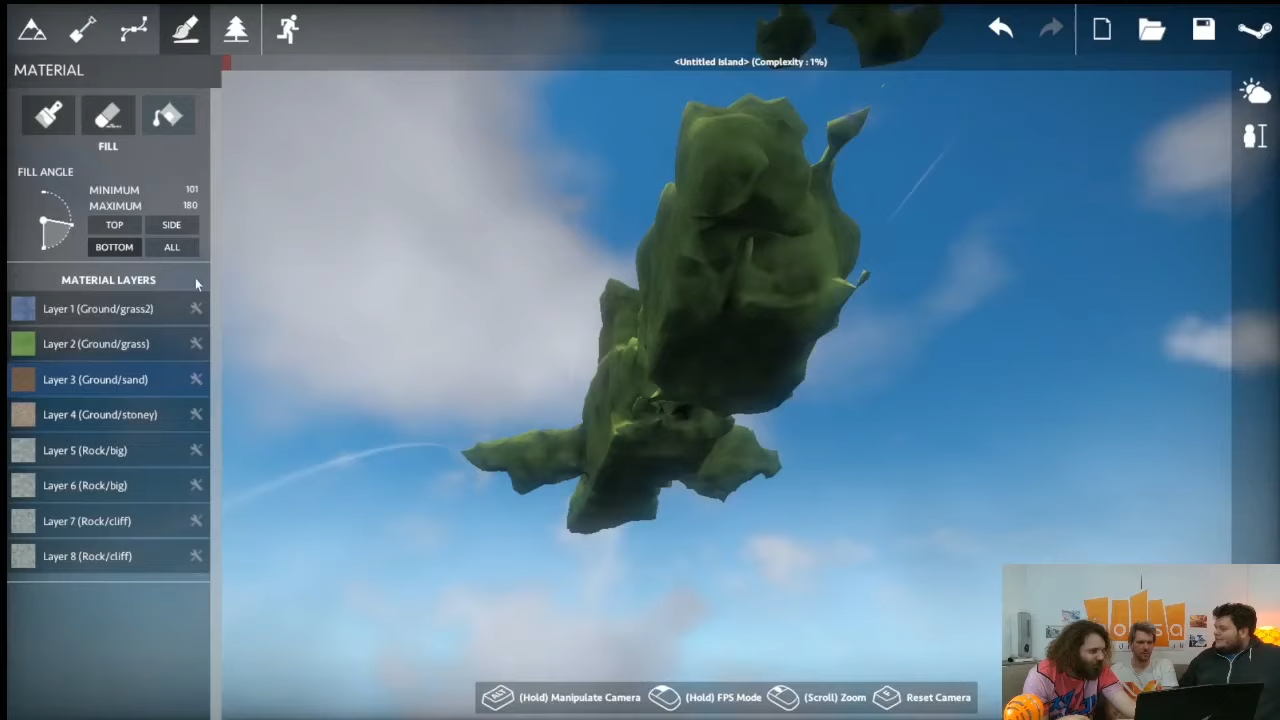 <Untitled Island> (Complexity : 1%)
MATERIAL
FILL
FILL ANGLE
MINIMUM 101
MAXIMUM 180
TOP SIDE
BOTTOM ALL
MATERIAL LAYERS
Layer 1 (Ground/grass2)
Layer 2 (Ground/grass)
Layer 3 (Ground/sand)
Layer 4 (Ground/stoney)
Layer 5 (Rock/big)
Layer 6 (Rock/big)
Layer 7 (Rock/cliff)
Layer 8 (Rock/cliff)
ALT (Hold) Manipulate Camera (Hold) FPS Mode (Scroll) Zoom Reset Camera